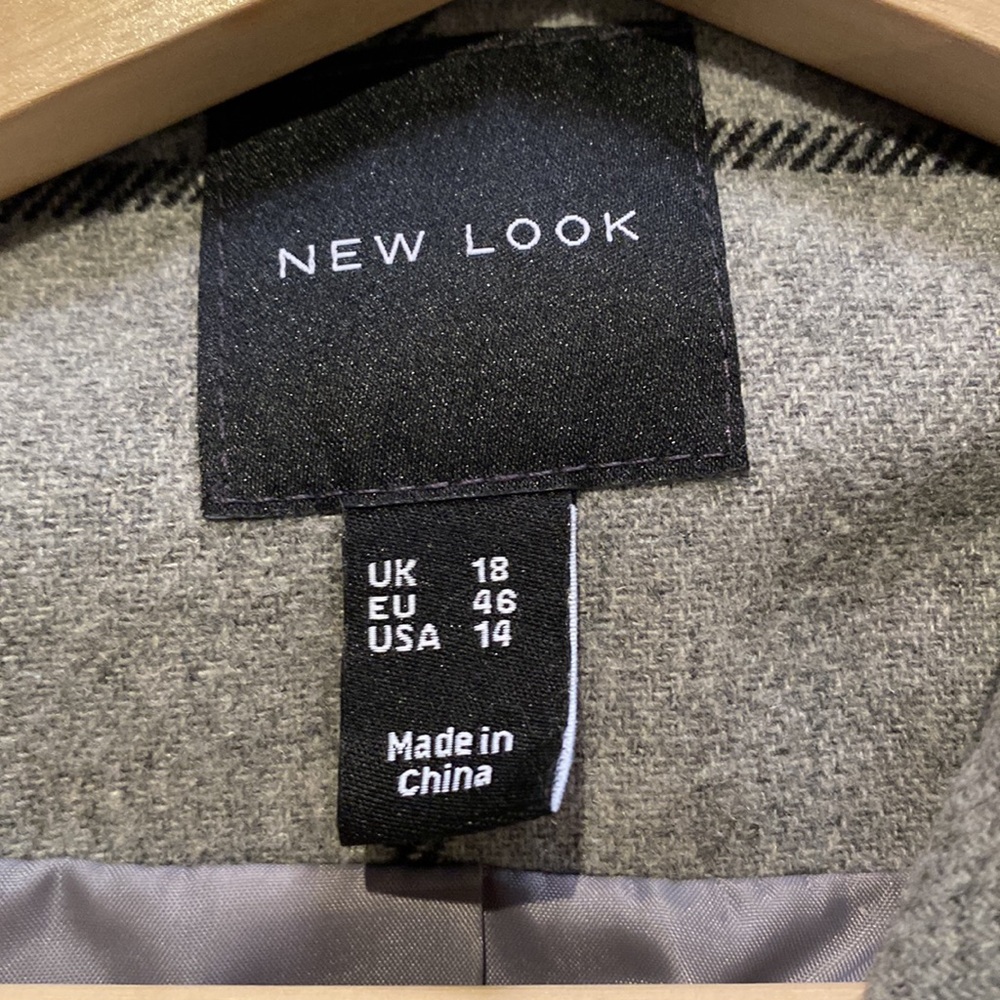 NEW LOOK
UK 18
EU 46
USA 14
Made in
China